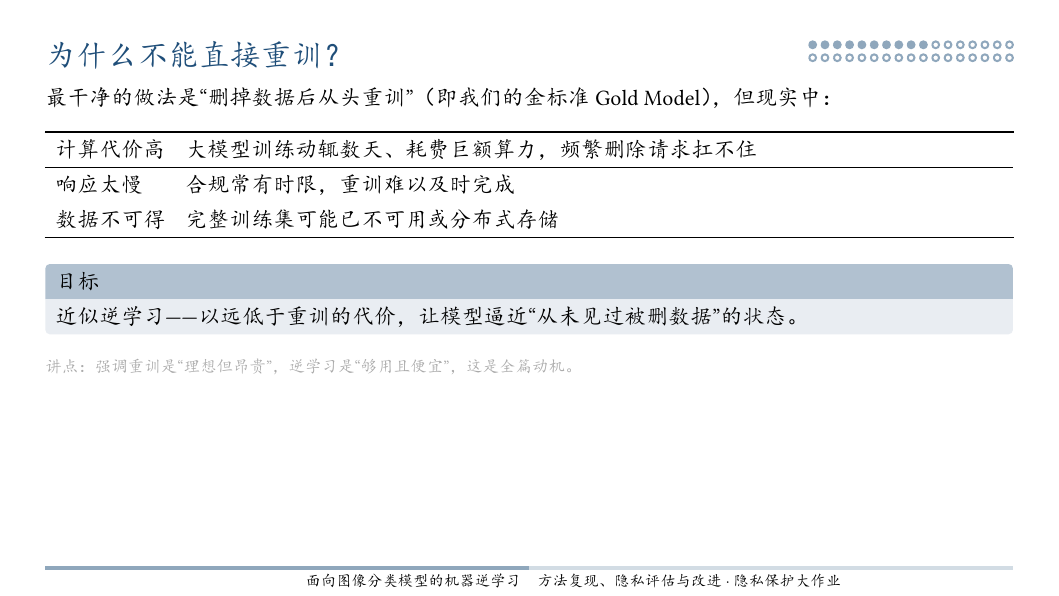 为什么不能直接重训？
最干净的做法是“删掉数据后从头重训”（即我们的金标准 Gold Model），但现实中：
计算代价高 大模型训练动辄数天、耗费巨额算力，频繁删除请求扛不住
响应太慢 合规常有时限，重训难以及时完成
数据不可得 完整训练集可能已不可用或分布式存储
目标
近似逆学习——以远低于重训的代价，让模型逼近“从未见过被删数据”的状态。
讲点：强调重训是“理想但昂贵”，逆学习是“够用且便宜”，这是全篇动机。
面向图像分类模型的机器逆学习 方法复现、隐私评估与改进 · 隐私保护大作业